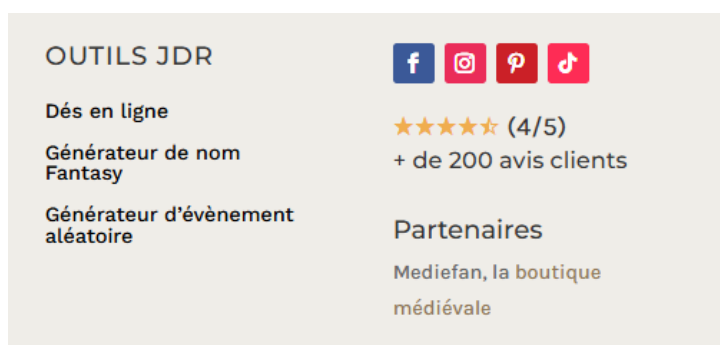 OUTILS JDR
Dés en ligne
Générateur de nom
Fantasy
Générateur d'évènement
aléatoire
★★★★⯪ (4/5)
+ de 200 avis clients
Partenaires
Mediefan, la boutique
médiévale